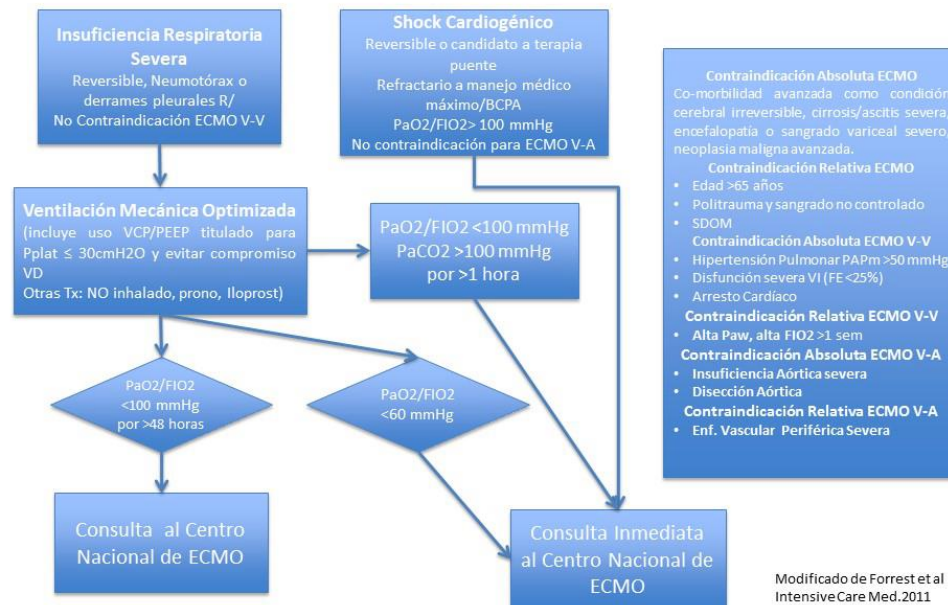 Insuficiencia Respiratoria
Severa
Reversible, Neumotórax o
derrames pleurales R/
No Contraindicación ECMO V-V
Shock Cardiogénico
Reversible o candidato a terapia
puente
Refractario a manejo médico
máximo/BCPA
PaO2/FIO2> 100 mmHg
No contraindicación para ECMO V-A
Ventilación Mecánica Optimizada
(incluye uso VCP/PEEP titulado para
Pplat ≤ 30cmH2O y evitar compromiso
VD
Otras Tx: NO inhalado, prono, Iloprost)
PaO2/FIO2 <100 mmHg
PaCO2 >100 mmHg
por >1 hora
PaO2/FIO2
<100 mmHg
por >48 horas
PaO2/FIO2
<60 mmHg
Consulta al Centro
Nacional de ECMO
Consulta Inmediata
al Centro Nacional de
ECMO
Contraindicación Absoluta ECMO
Co-morbilidad avanzada como condición
cerebral irreversible, cirrosis/ascitis severa,
encefalopatía o sangrado variceal severo,
neoplasia maligna avanzada.
Contraindicación Relativa ECMO
• Edad >65 años
• Politrauma y sangrado no controlado
• SDOM
Contraindicación Absoluta ECMO V-V
• Hipertensión Pulmonar PAPm >50 mmHg
• Disfunción severa VI (FE <25%)
• Arresto Cardíaco
Contraindicación Relativa ECMO V-V
• Alta Paw, alta FIO2 >1 sem
Contraindicación Absoluta ECMO V-A
• Insuficiencia Aórtica severa
• Disección Aórtica
Contraindicación Relativa ECMO V-A
• Enf. Vascular Periférica Severa
Modificado de Forrest et al
Intensive Care Med.2011